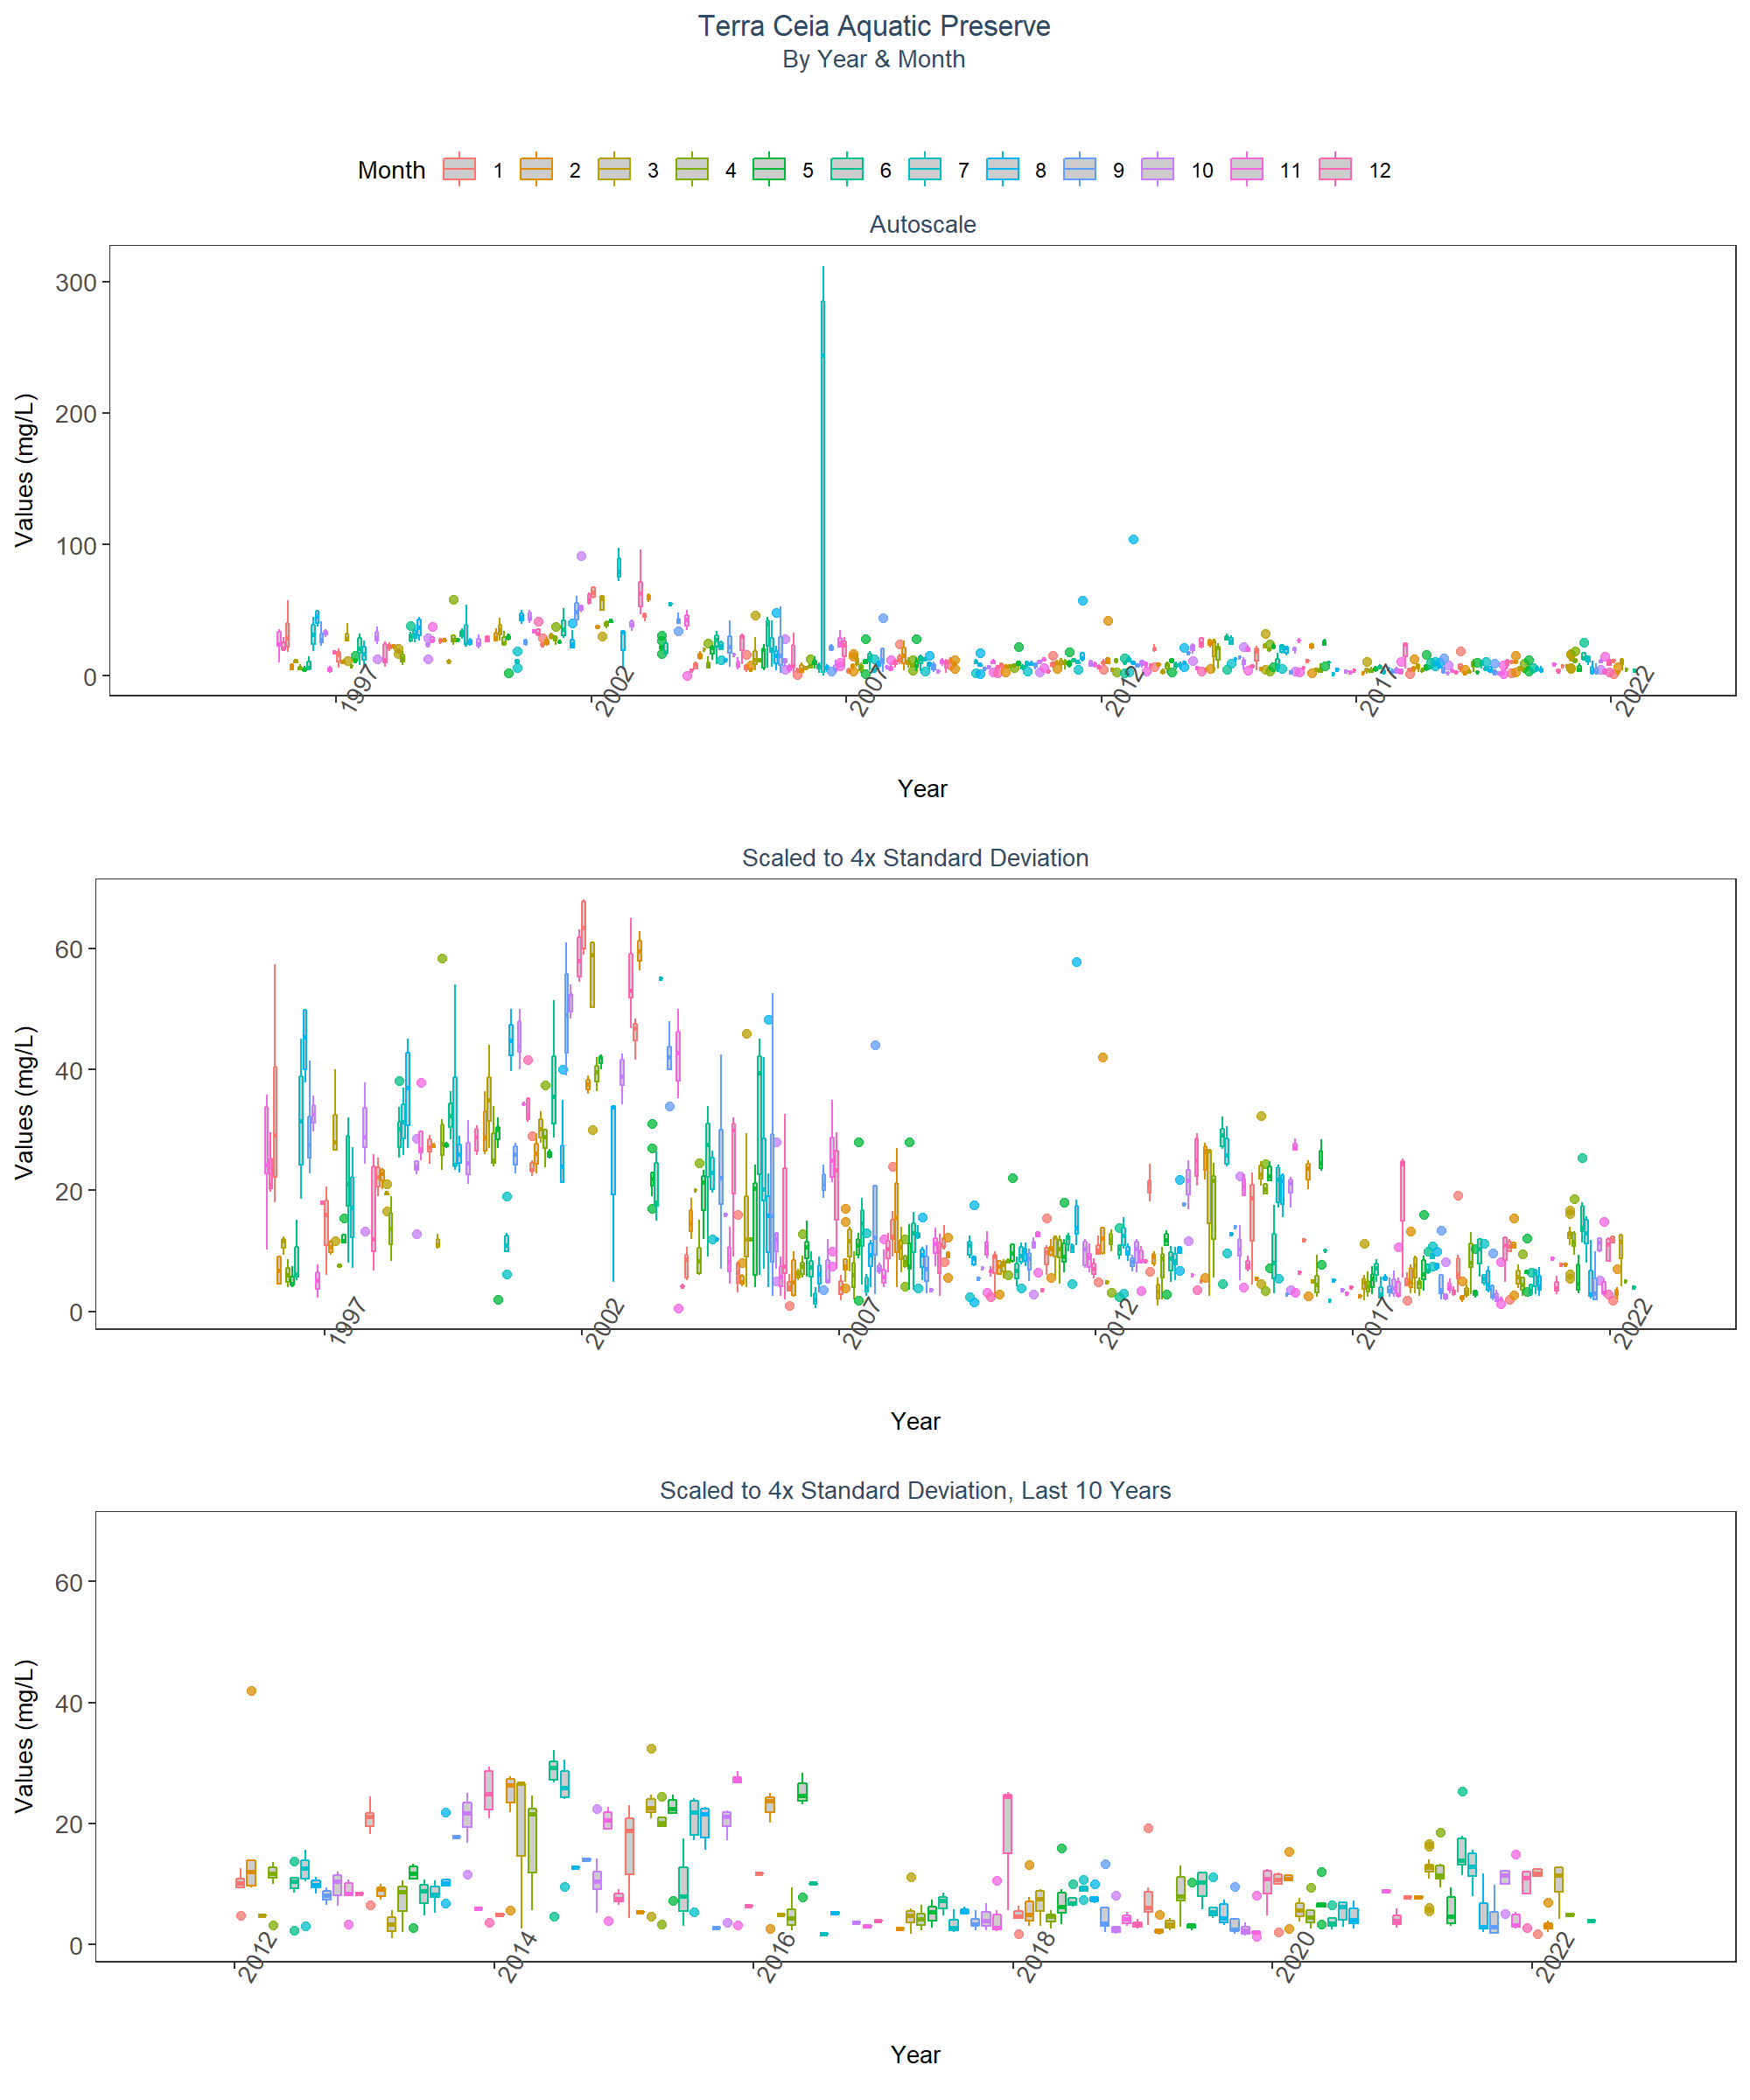 Terra Ceia Aquatic Preserve
By Year & Month
Month 1 2 3 4 5 6 7 8 9 10 11 12
Autoscale
Values (mg/L)
300
200
100
0
1997 2002 2007 2012 2017 2022
Year
Scaled to 4x Standard Deviation
Values (mg/L)
60
40
20
0
1997 2002 2007 2012 2017 2022
Year
Scaled to 4x Standard Deviation, Last 10 Years
Values (mg/L)
60
40
20
0
2012 2014 2016 2018 2020 2022
Year